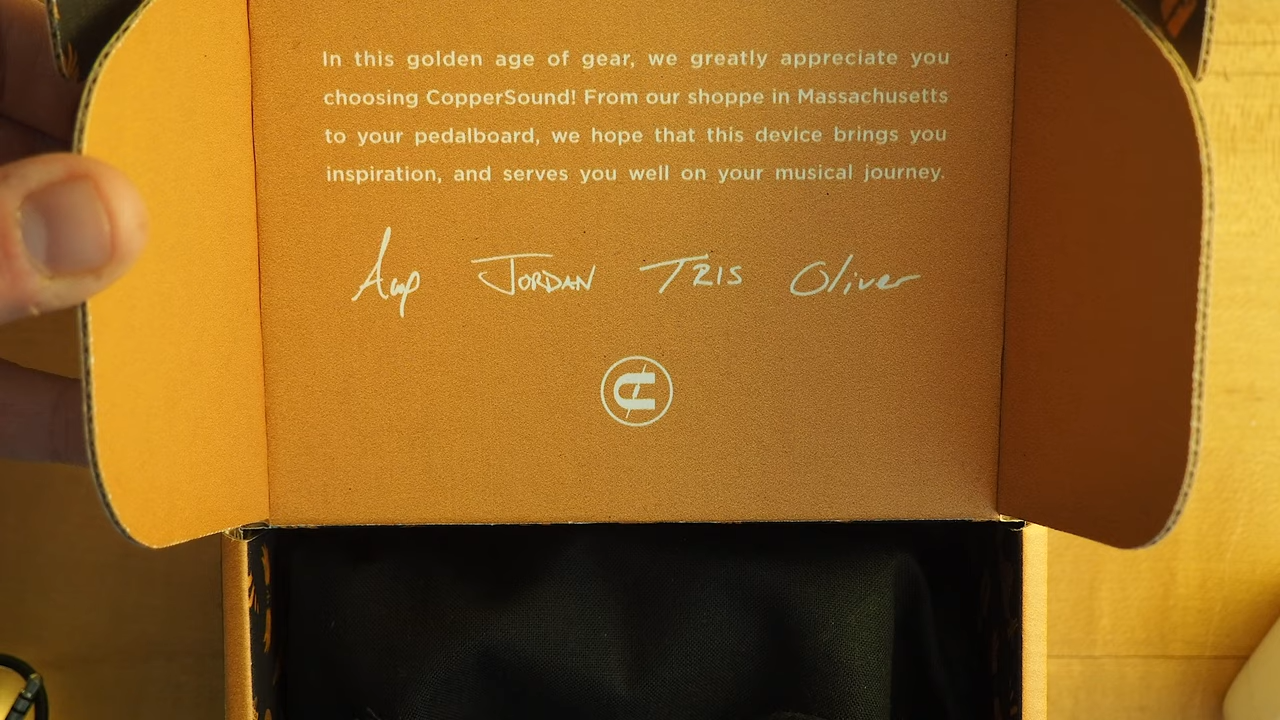 In this golden age of gear, we greatly appreciate you
choosing CopperSound! From our shoppe in Massachusetts
to your pedalboard, we hope that this device brings you
inspiration, and serves you well on your musical journey.
JORDAN TRIS Oliver